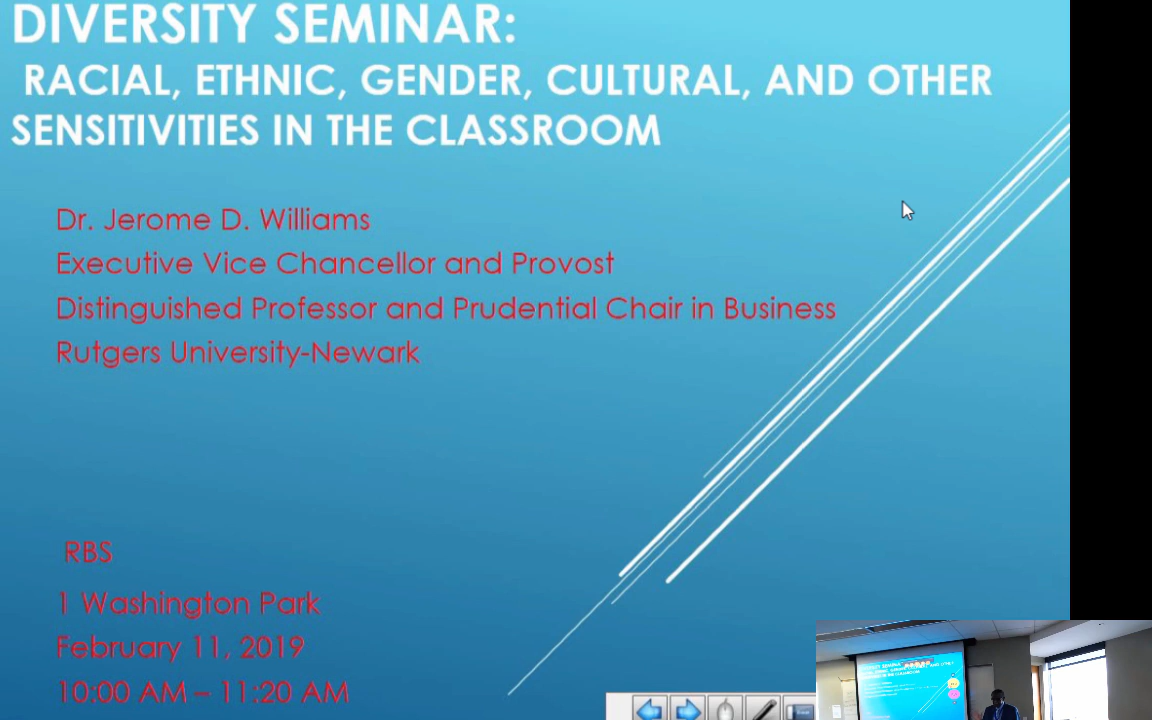 DIVERSITY SEMINAR:
RACIAL, ETHNIC, GENDER, CULTURAL, AND OTHER
SENSITIVITIES IN THE CLASSROOM
Dr. Jerome D. Williams
Executive Vice Chancellor and Provost
Distinguished Professor and Prudential Chair in Business
Rutgers University-Newark
RBS
1 Washington Park
February 11, 2019
10:00 AM – 11:20 AM